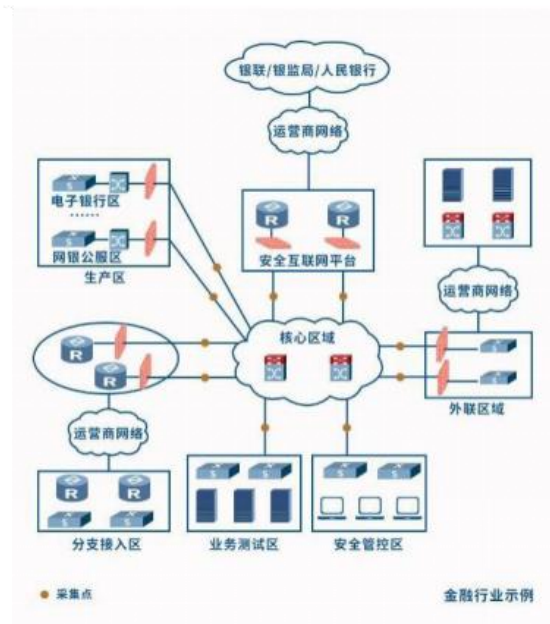 银联/银监局/人民银行
运营商网络
S
S
电子银行区
......
网银公服区
生产区
R
R
安全互联网平台
运营商网络
核心区域
外联区域
R
R
运营商网络
R
R
S
S
分支接入区
S
S
业务测试区
S
S
安全管控区
S
S
采集点
金融行业示例